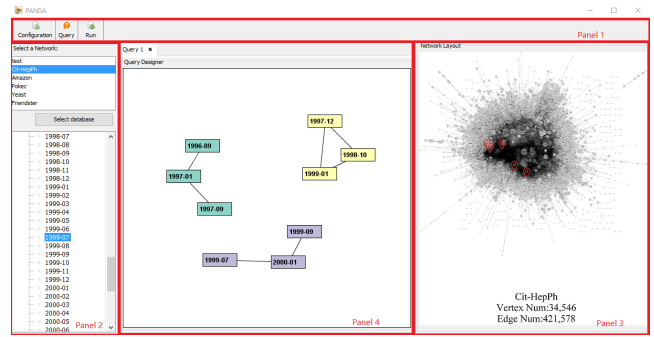 PANDA
Configuration Query Run
Panel 1
Select a Network:
test
Cit-HepPh
Amazon
Pokec
Yeast
Friendster
Select database
1998-07
1998-08
1998-09
1998-10
1998-11
1998-12
1999-01
1999-02
1999-03
1999-04
1999-05
1999-06
1999-07
1999-08
1999-09
1999-10
1999-11
1999-12
2000-01
2000-02
2000-03
2000-04
2000-05
2000-06
Panel 2
Query 1
Query Designer
1997-12
1996-09
1998-10
1997-01
1999-01
1997-09
1999-09
1999-07
2000-01
Panel 4
Network Layout
Cit-HepPh
Vertex Num:34,546
Edge Num:421,578
Panel 3